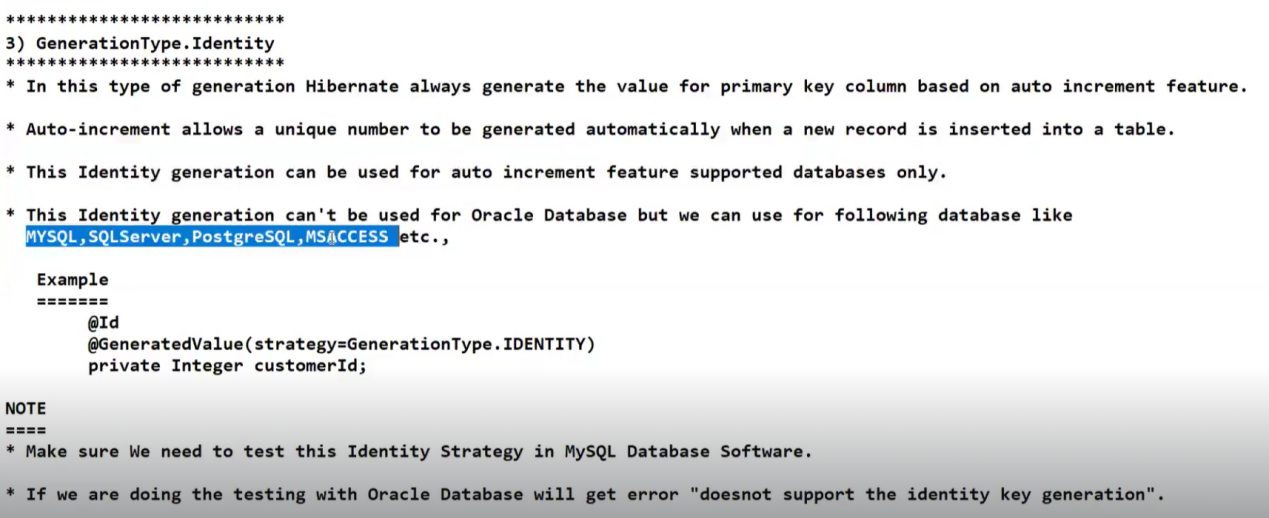 ***************************
3) GenerationType.Identity
***************************
* In this type of generation Hibernate always generate the value for primary key column based on auto increment feature.
* Auto-increment allows a unique number to be generated automatically when a new record is inserted into a table.
* This Identity generation can be used for auto increment feature supported databases only.
* This Identity generation can't be used for Oracle Database but we can use for following database like
MYSQL,SQLServer,PostgreSQL,MSACCESS etc.,
Example
=======
@Id
@GeneratedValue(strategy=GenerationType.IDENTITY)
private Integer customerId;
NOTE
====
* Make sure We need to test this Identity Strategy in MySQL Database Software.
* If we are doing the testing with Oracle Database will get error "doesnot support the identity key generation".